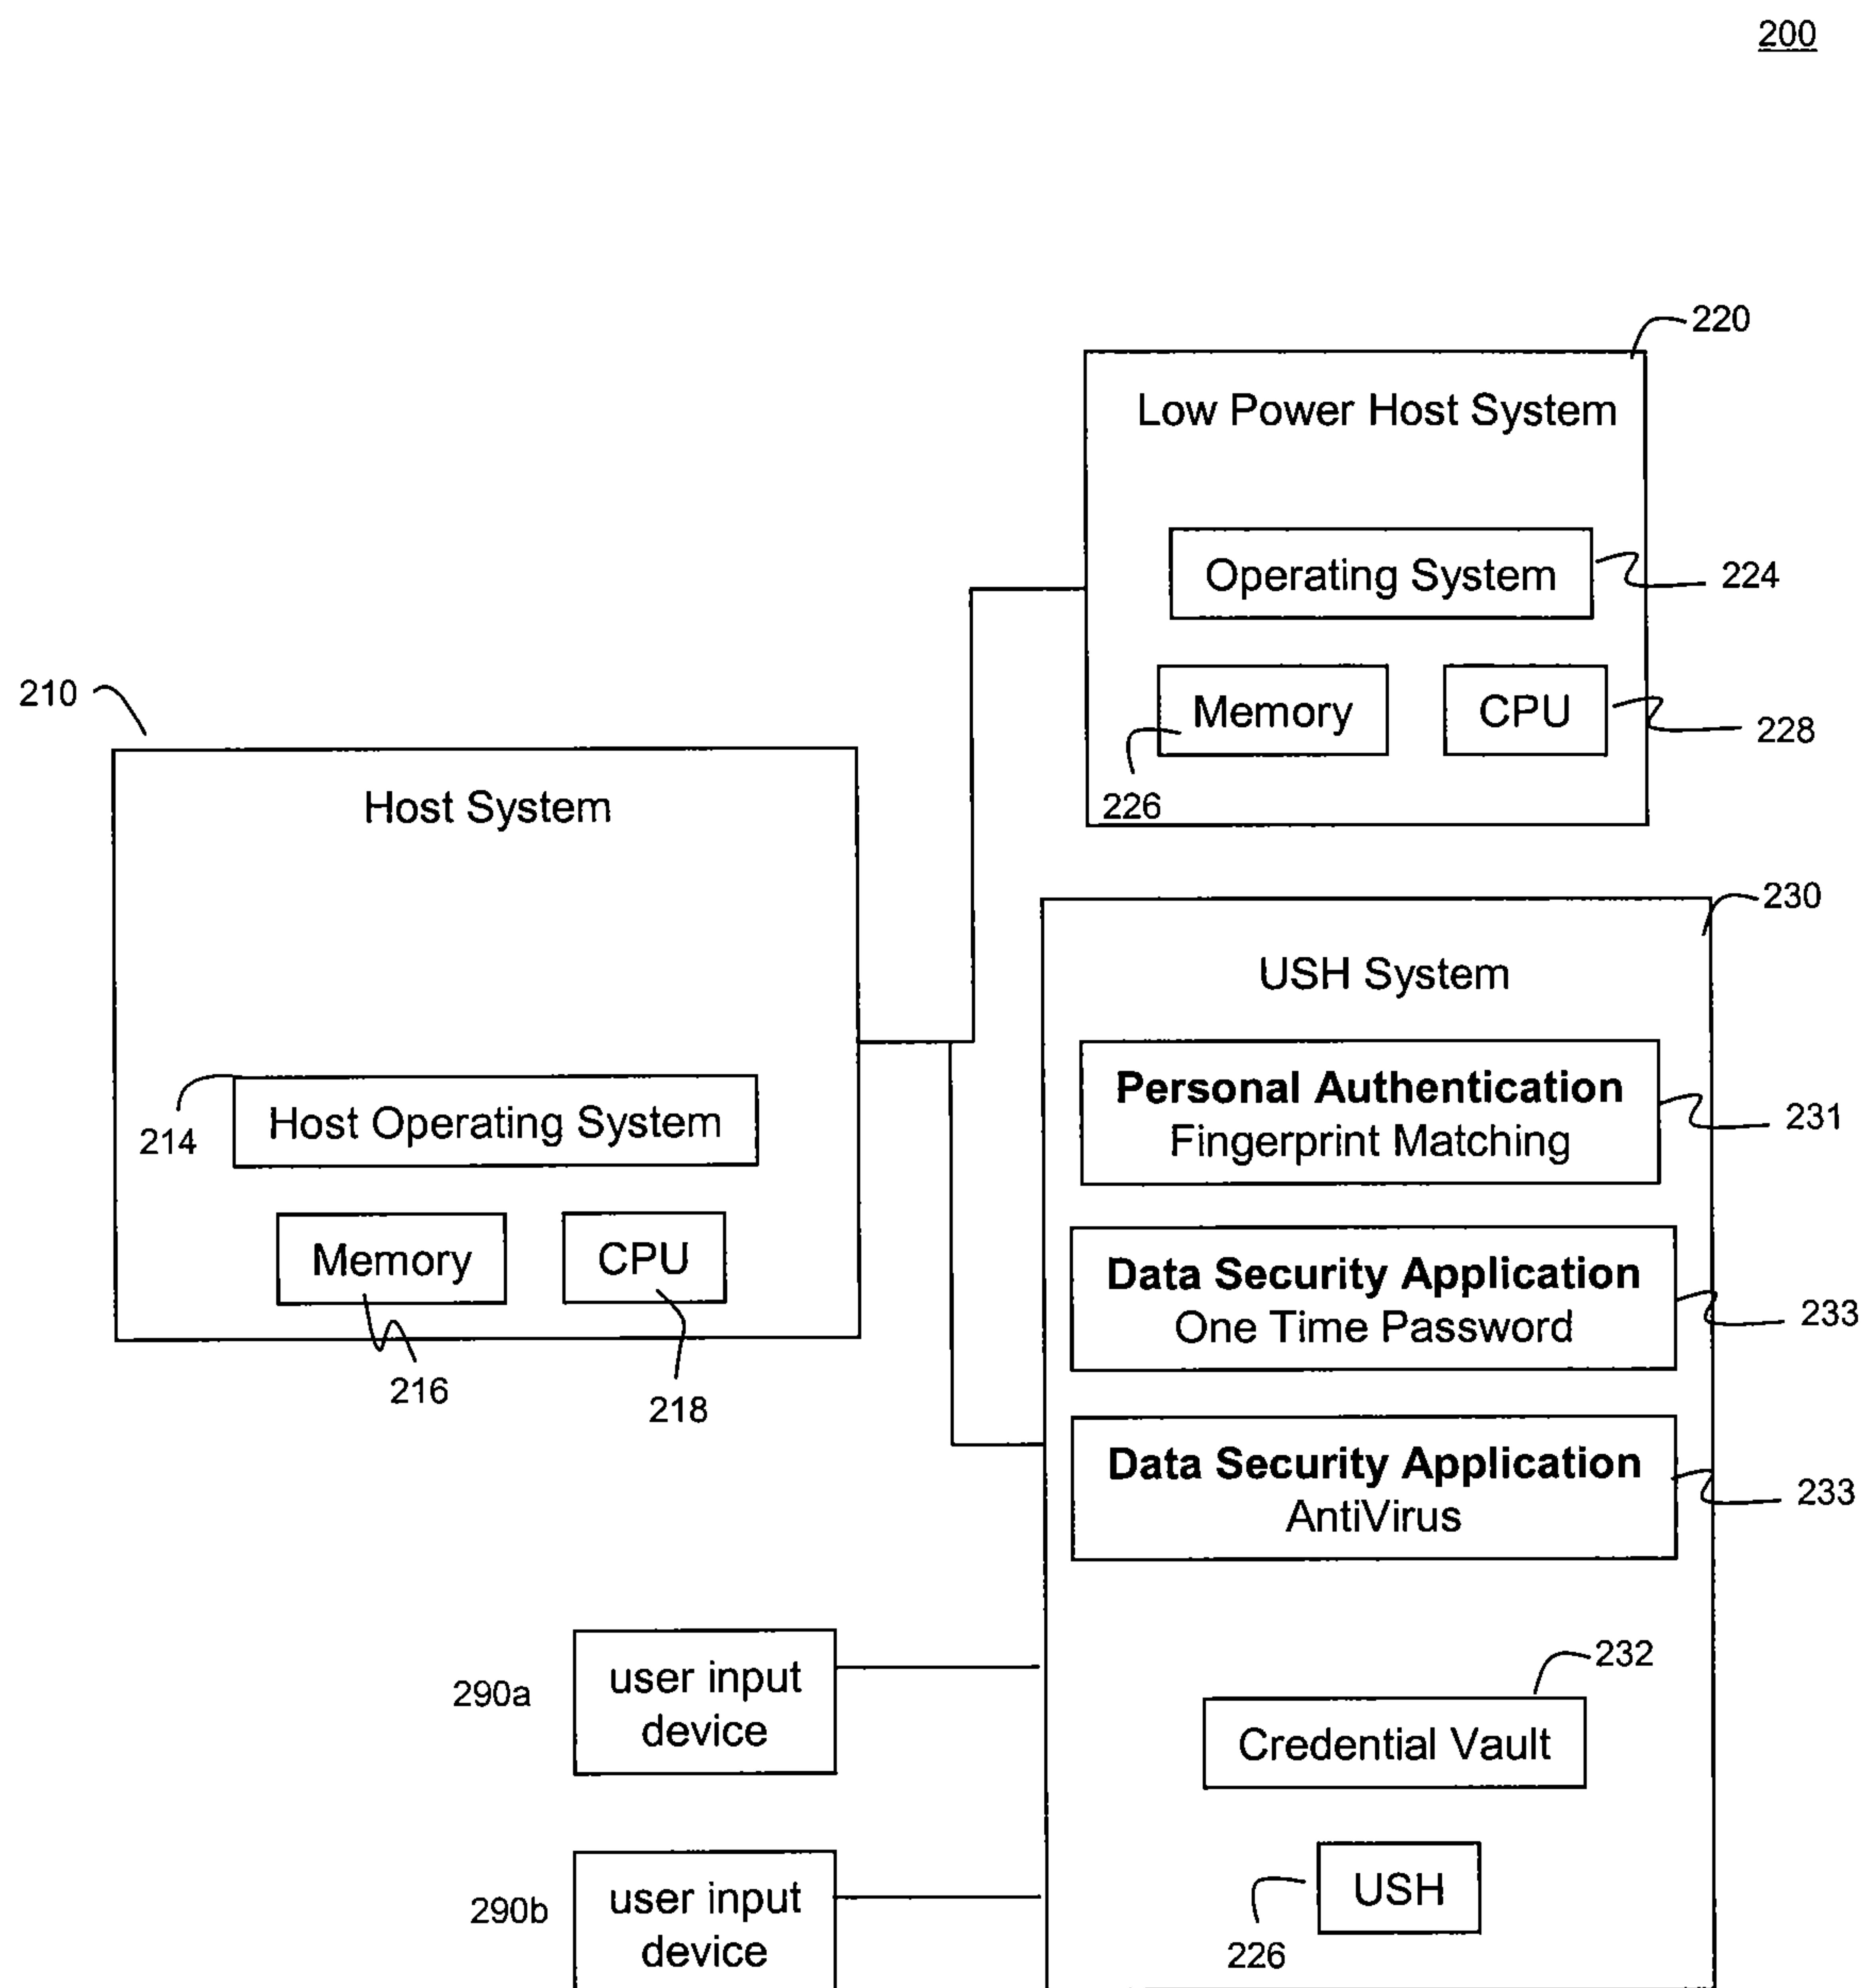 200
220
Low Power Host System
Operating System
224
Memory
CPU
228
226
210
Host System
214
Host Operating System
Memory
CPU
216
218
230
USH System
Personal Authentication
Fingerprint Matching
231
Data Security Application
One Time Password
233
Data Security Application
AntiVirus
233
290a
user input
device
232
Credential Vault
290b
user input
device
USH
226